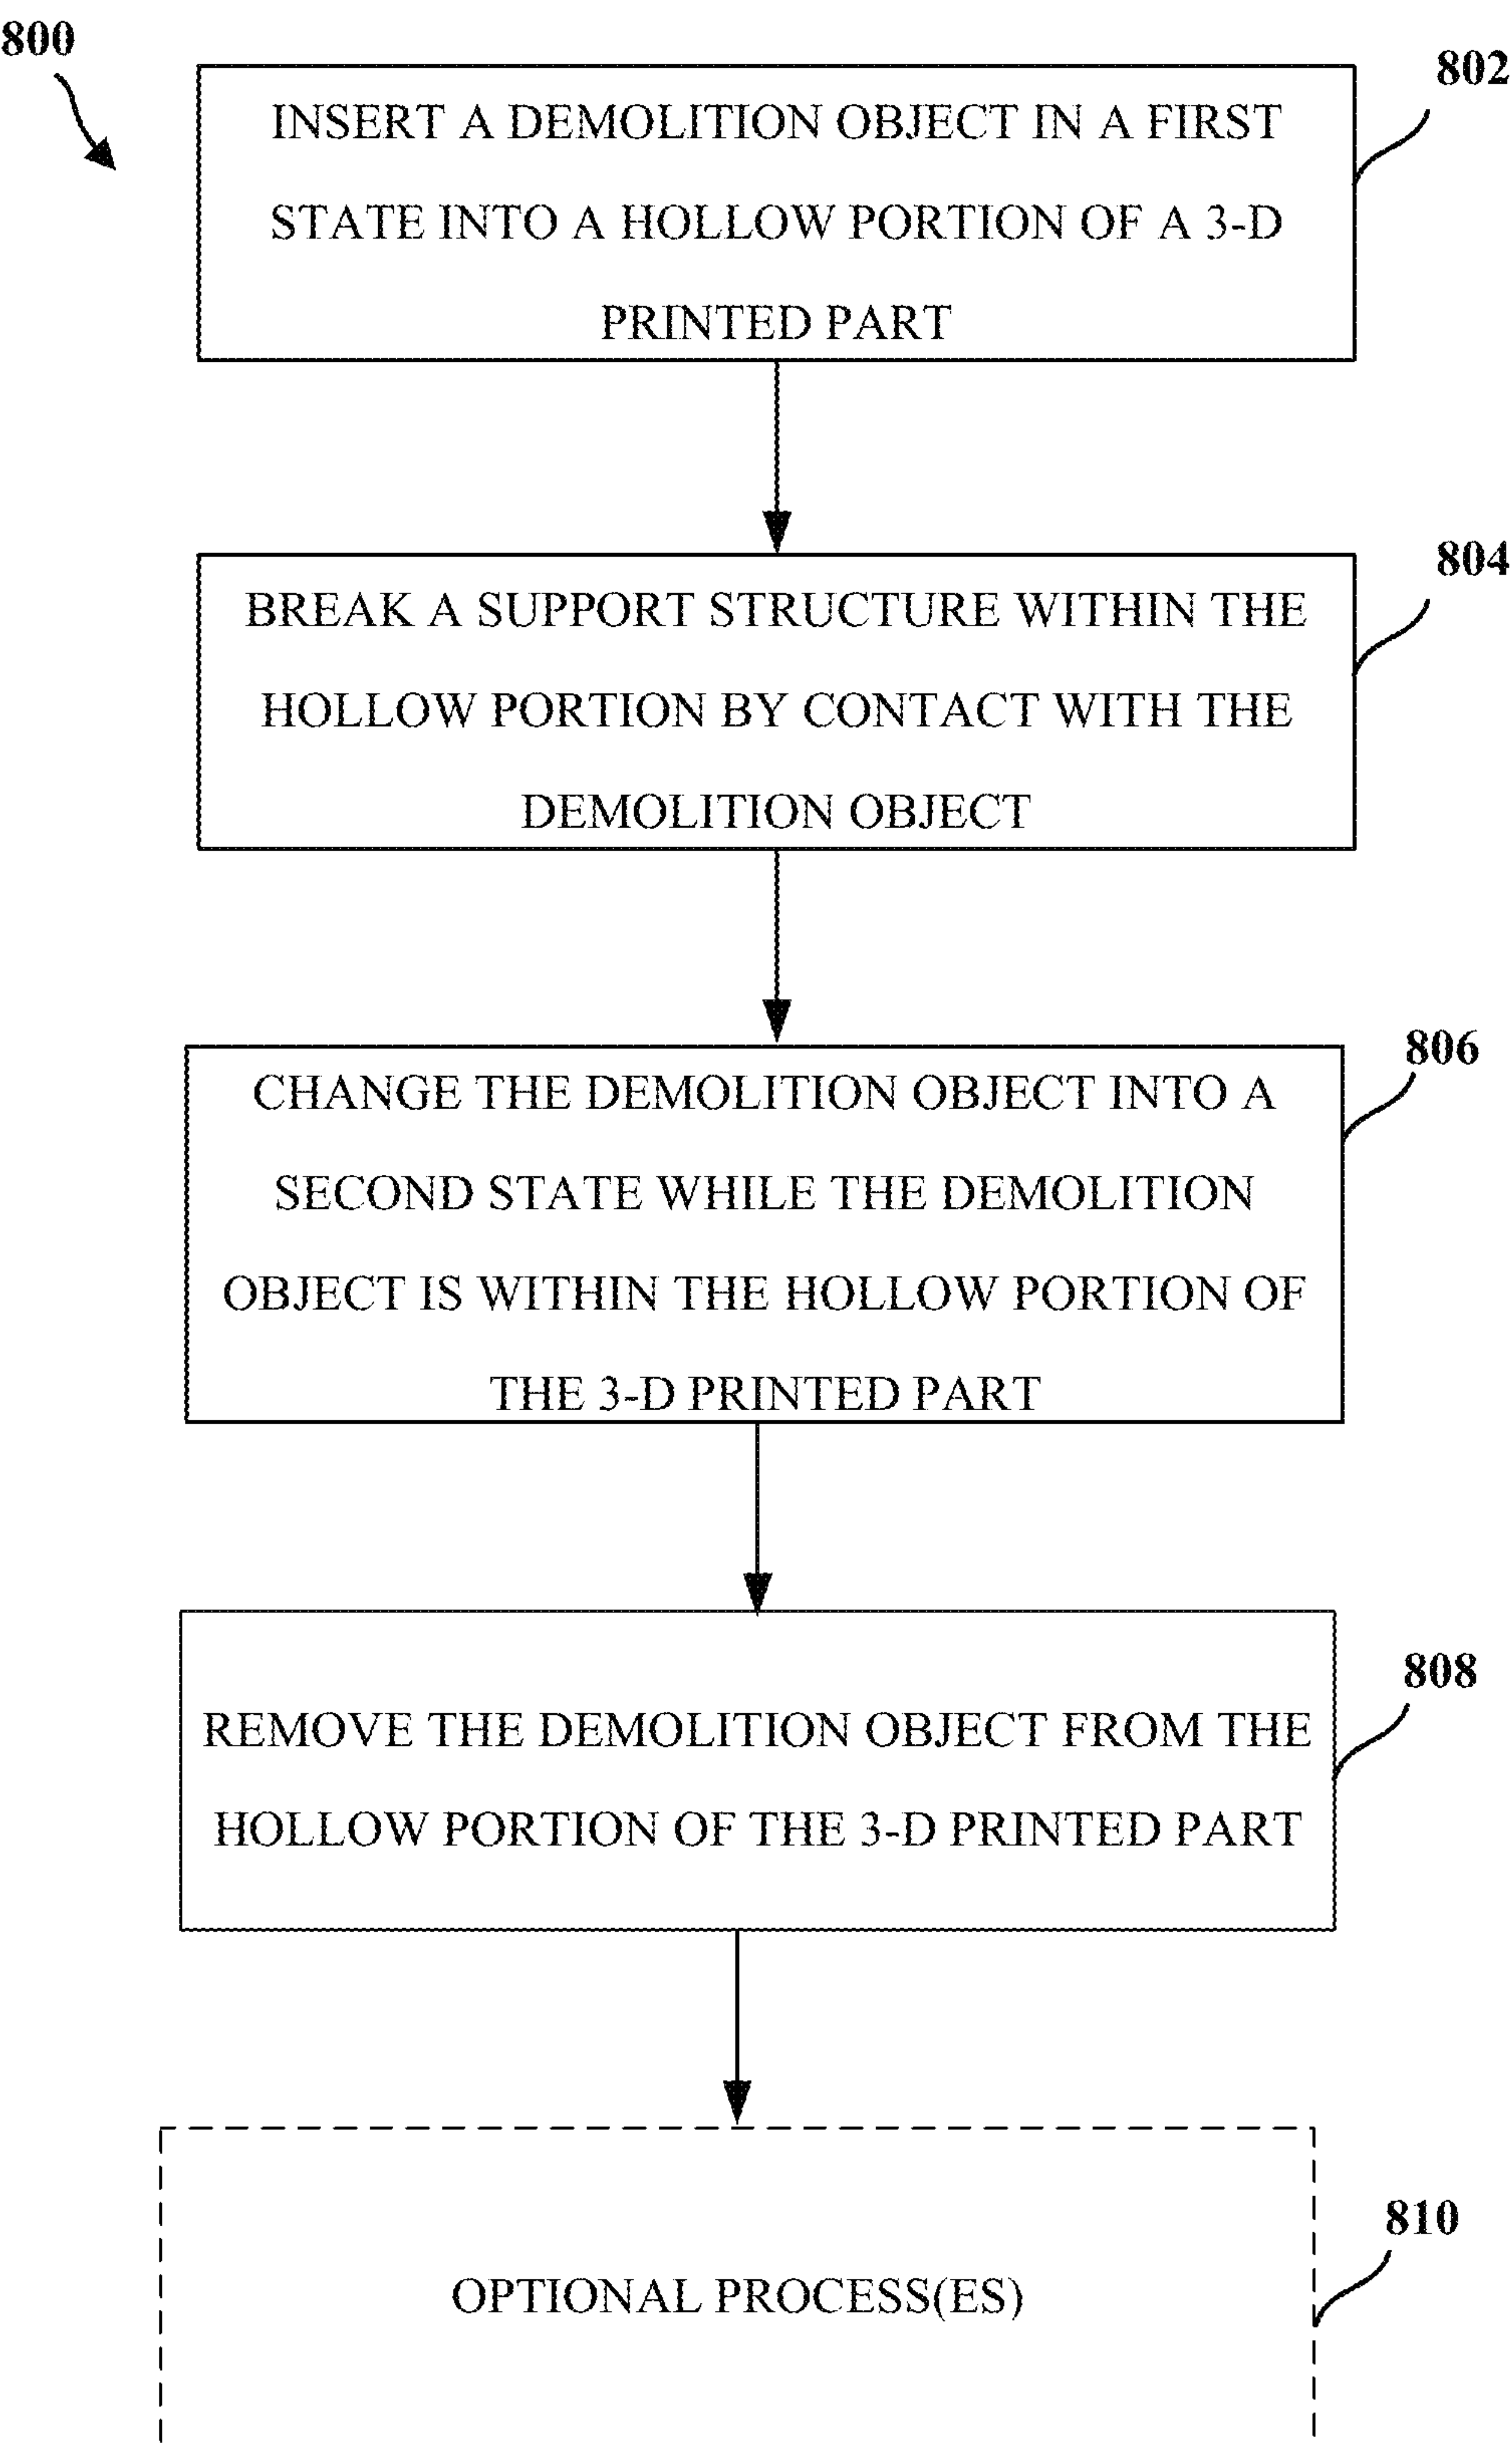 800
802
INSERT A DEMOLITION OBJECT IN A FIRST
STATE INTO A HOLLOW PORTION OF A 3-D
PRINTED PART
804
BREAK A SUPPORT STRUCTURE WITHIN THE
HOLLOW PORTION BY CONTACT WITH THE
DEMOLITION OBJECT
806
CHANGE THE DEMOLITION OBJECT INTO A
SECOND STATE WHILE THE DEMOLITION
OBJECT IS WITHIN THE HOLLOW PORTION OF
THE 3-D PRINTED PART
808
REMOVE THE DEMOLITION OBJECT FROM THE
HOLLOW PORTION OF THE 3-D PRINTED PART
810
OPTIONAL PROCESS(ES)